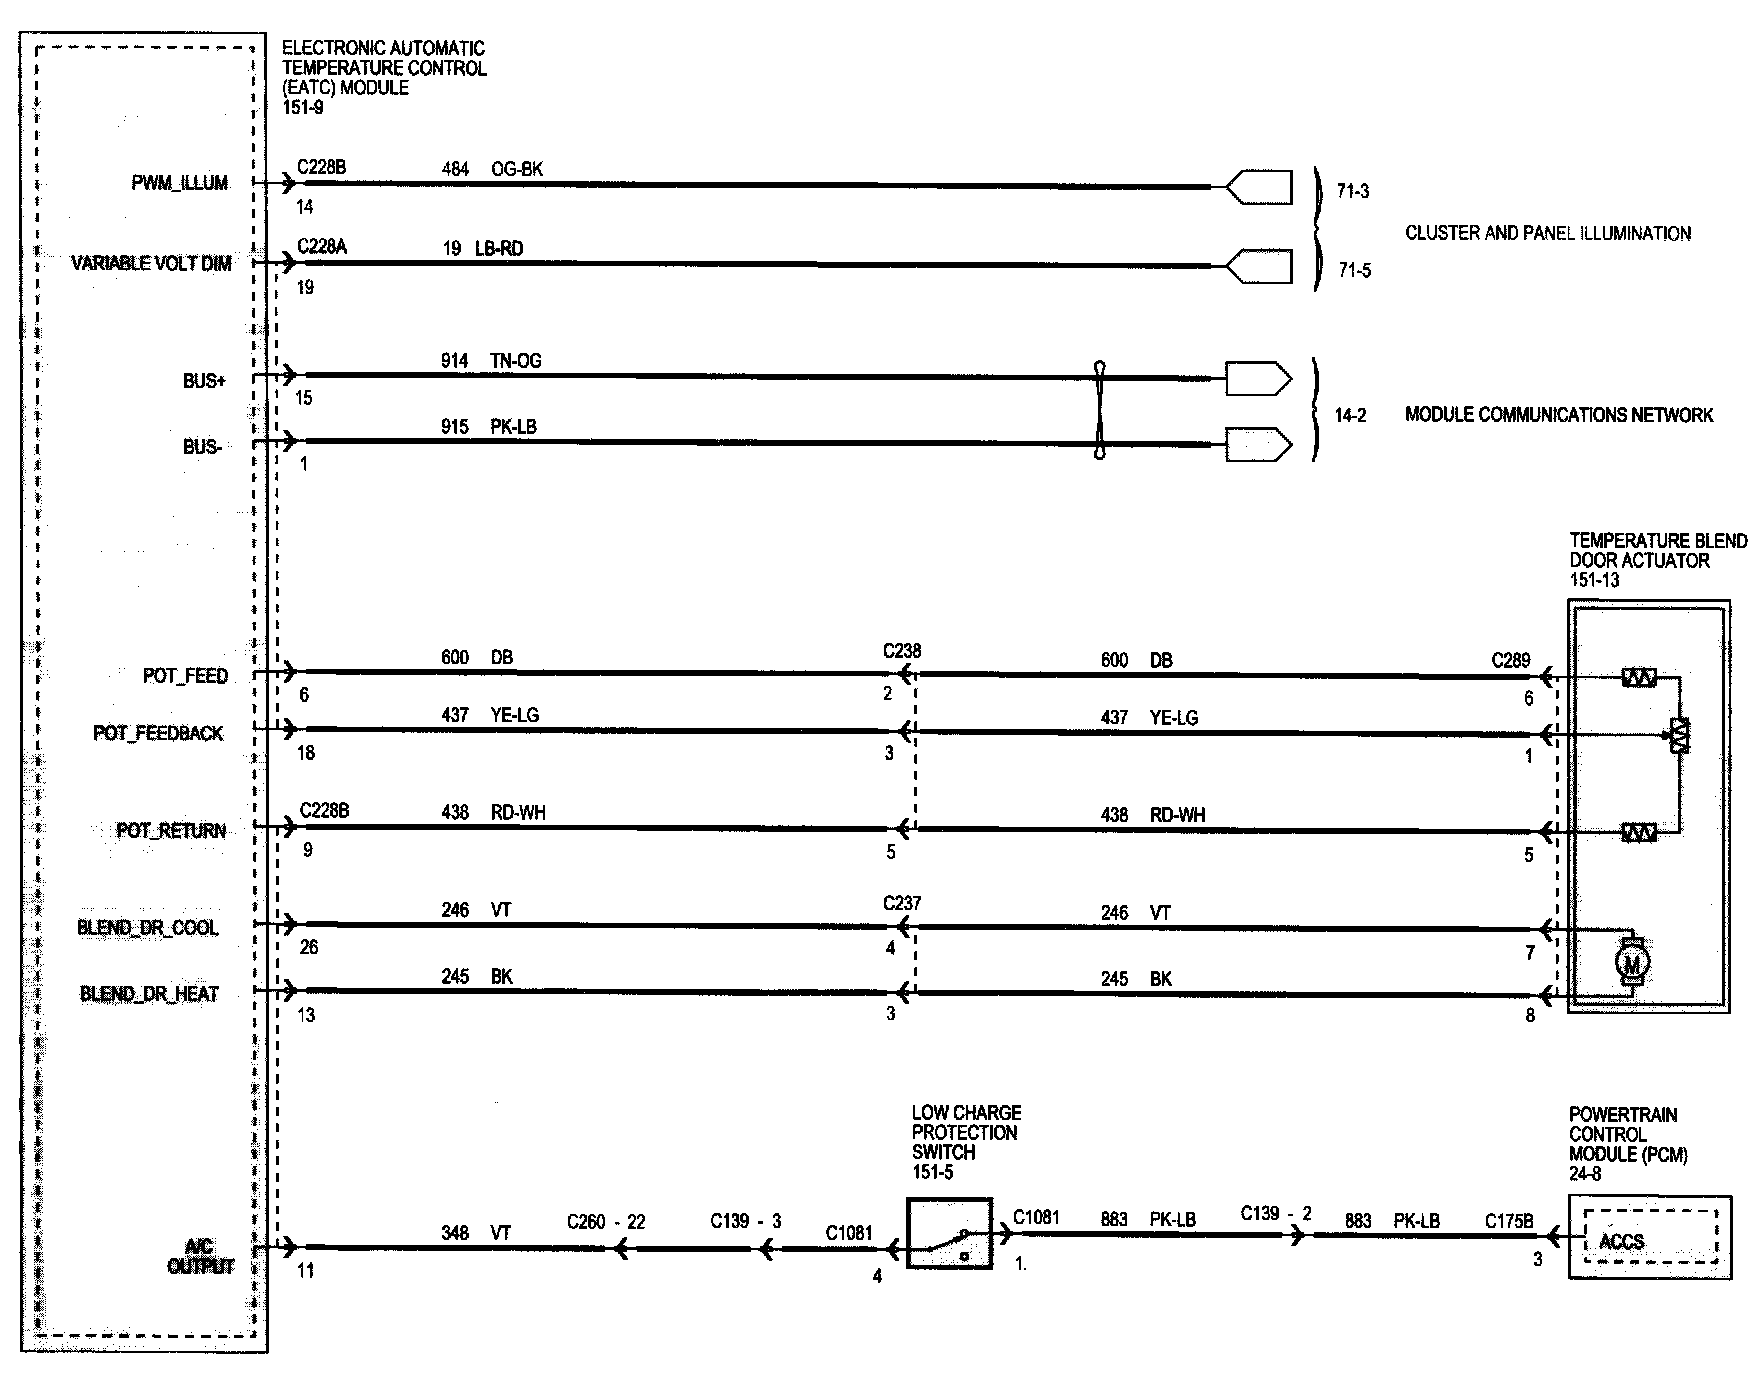 ELECTRONIC AUTOMATIC
TEMPERATURE CONTROL
(EATC) MODULE
151-9
PWM_ILLUM
C228B
14
484 OG-BK
71-3
CLUSTER AND PANEL ILLUMINATION
VARIABLE VOLT DIM
C228A
19
19 LB-RD
71-5
BUS+
15
914 TN-OG
14-2
MODULE COMMUNICATIONS NETWORK
BUS-
1
915 PK-LB
TEMPERATURE BLEND
DOOR ACTUATOR
151-13
POT_FEED
6
600 DB
C238
2
600 DB
C289
6
POT_FEEDBACK
18
437 YE-LG
3
437 YE-LG
1
POT_RETURN
C228B
9
438 RD-WH
5
438 RD-WH
5
BLEND_DR_COOL
26
246 VT
C237
4
246 VT
7
M
BLEND_DR_HEAT
13
245 BK
3
245 BK
8
LOW CHARGE
PROTECTION
SWITCH
151-5
POWERTRAIN
CONTROL
MODULE (PCM)
24-8
A/C
OUTPUT
11
348 VT
C260 - 22
C139 - 3
C1081
4
C1081
1.
883 PK-LB
C139 - 2
883 PK-LB
C175B
3
ACCS